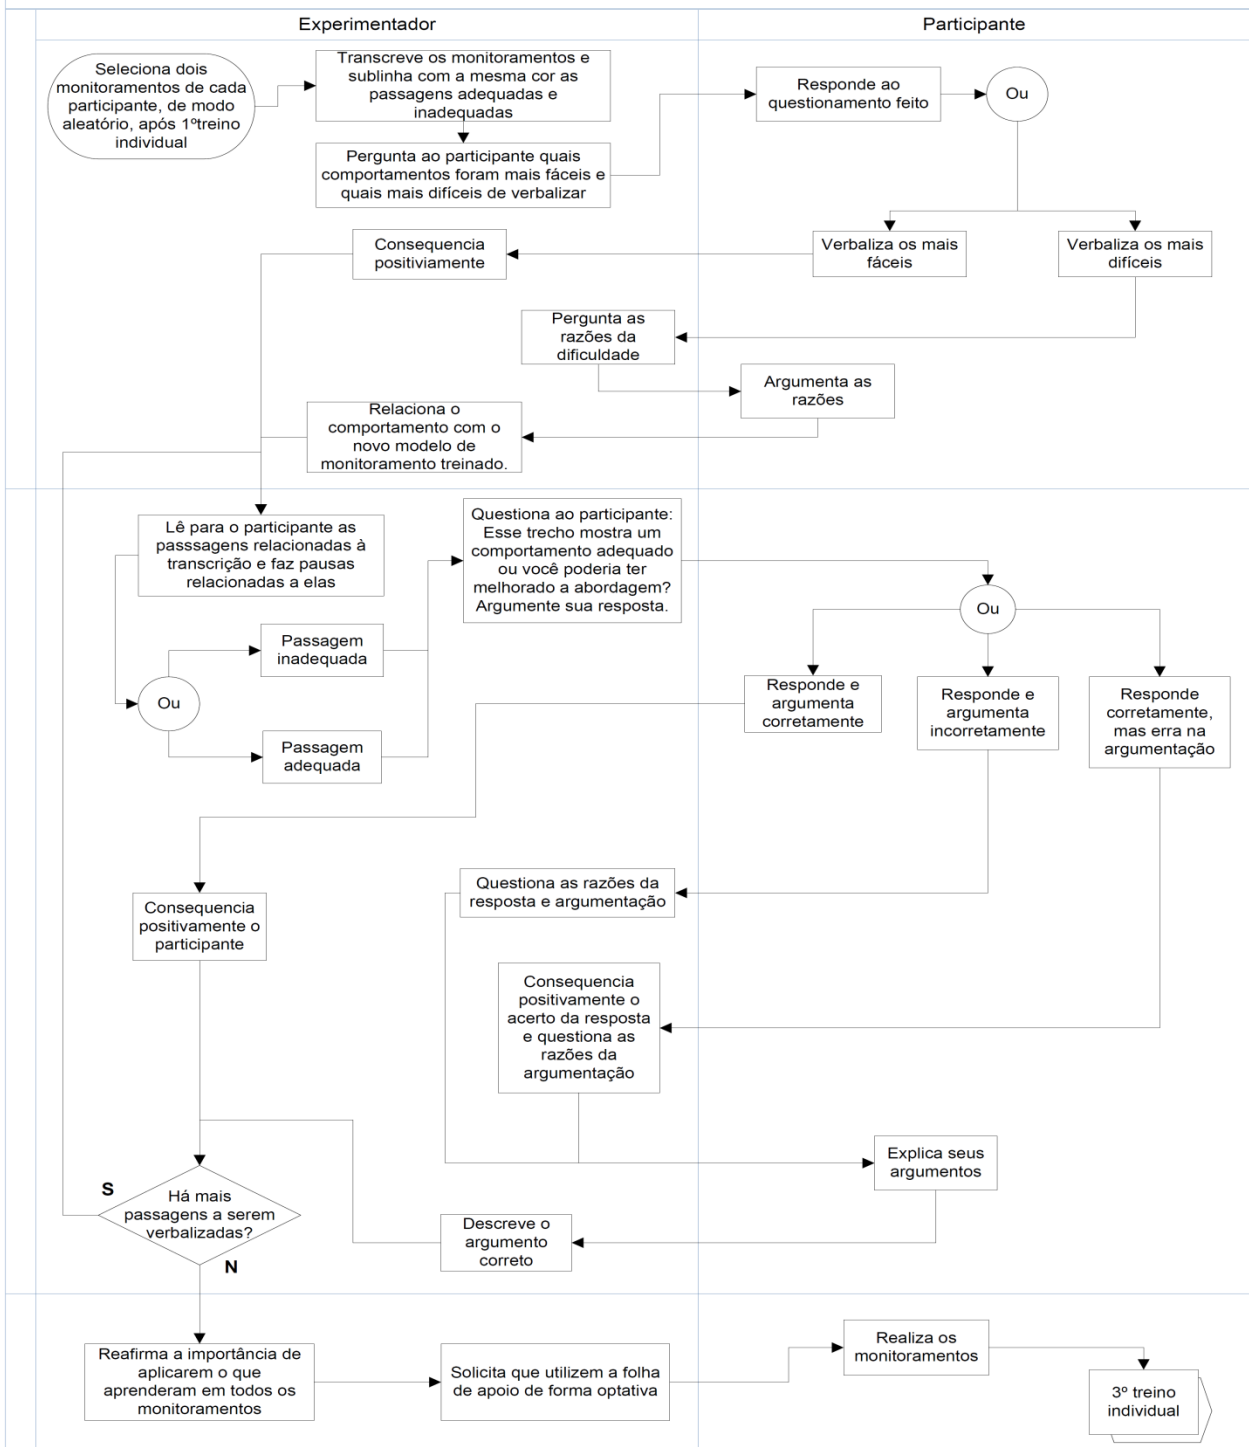 Experimentador
Participante
Seleciona dois
monitoramentos de cada
participante, de modo
aleatório, após 1ºtreino
individual
Transcreve os monitoramentos e
sublinha com a mesma cor as
passagens adequadas e
inadequadas
Pergunta ao participante quais
comportamentos foram mais fáceis e
quais mais difíceis de verbalizar
Responde ao
questionamento feito
Ou
Verbaliza os mais
fáceis
Verbaliza os mais
difíceis
Consequencia
positiviamente
Pergunta as
razões da
dificuldade
Argumenta as
razões
Relaciona o
comportamento com o
novo modelo de
monitoramento treinado.
Lê para o participante as
passsagens relacionadas à
transcrição e faz pausas
relacionadas a elas
Ou
Passagem
inadequada
Passagem
adequada
Questiona ao participante:
Esse trecho mostra um
comportamento adequado
ou você poderia ter
melhorado a abordagem?
Argumente sua resposta.
Ou
Responde e
argumenta
corretamente
Responde e
argumenta
incorretamente
Responde
corretamente,
mas erra na
argumentação
Questiona as razões da
resposta e argumentação
Consequencia
positivamente o
participante
Consequencia
positivamente o
acerto da resposta
e questiona as
razões da
argumentação
Explica seus
argumentos
Descreve o
argumento
correto
S
Há mais
passagens a serem
verbalizadas?
N
Reafirma a importância de
aplicarem o que
aprenderam em todos os
monitoramentos
Solicita que utilizem a folha
de apoio de forma optativa
Realiza os
monitoramentos
3º treino
individual